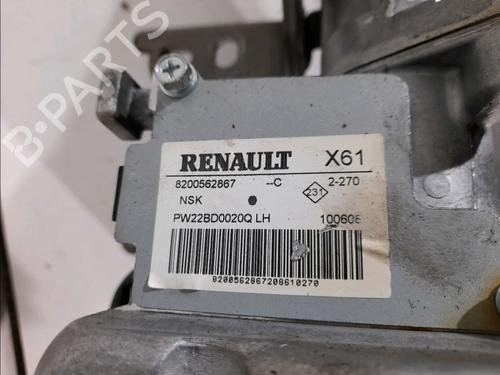 B-PARTS
RENAULT X61
8200562867 --C 231 2-270
NSK
PW22BD0020Q LH 100608
8200562867208610270